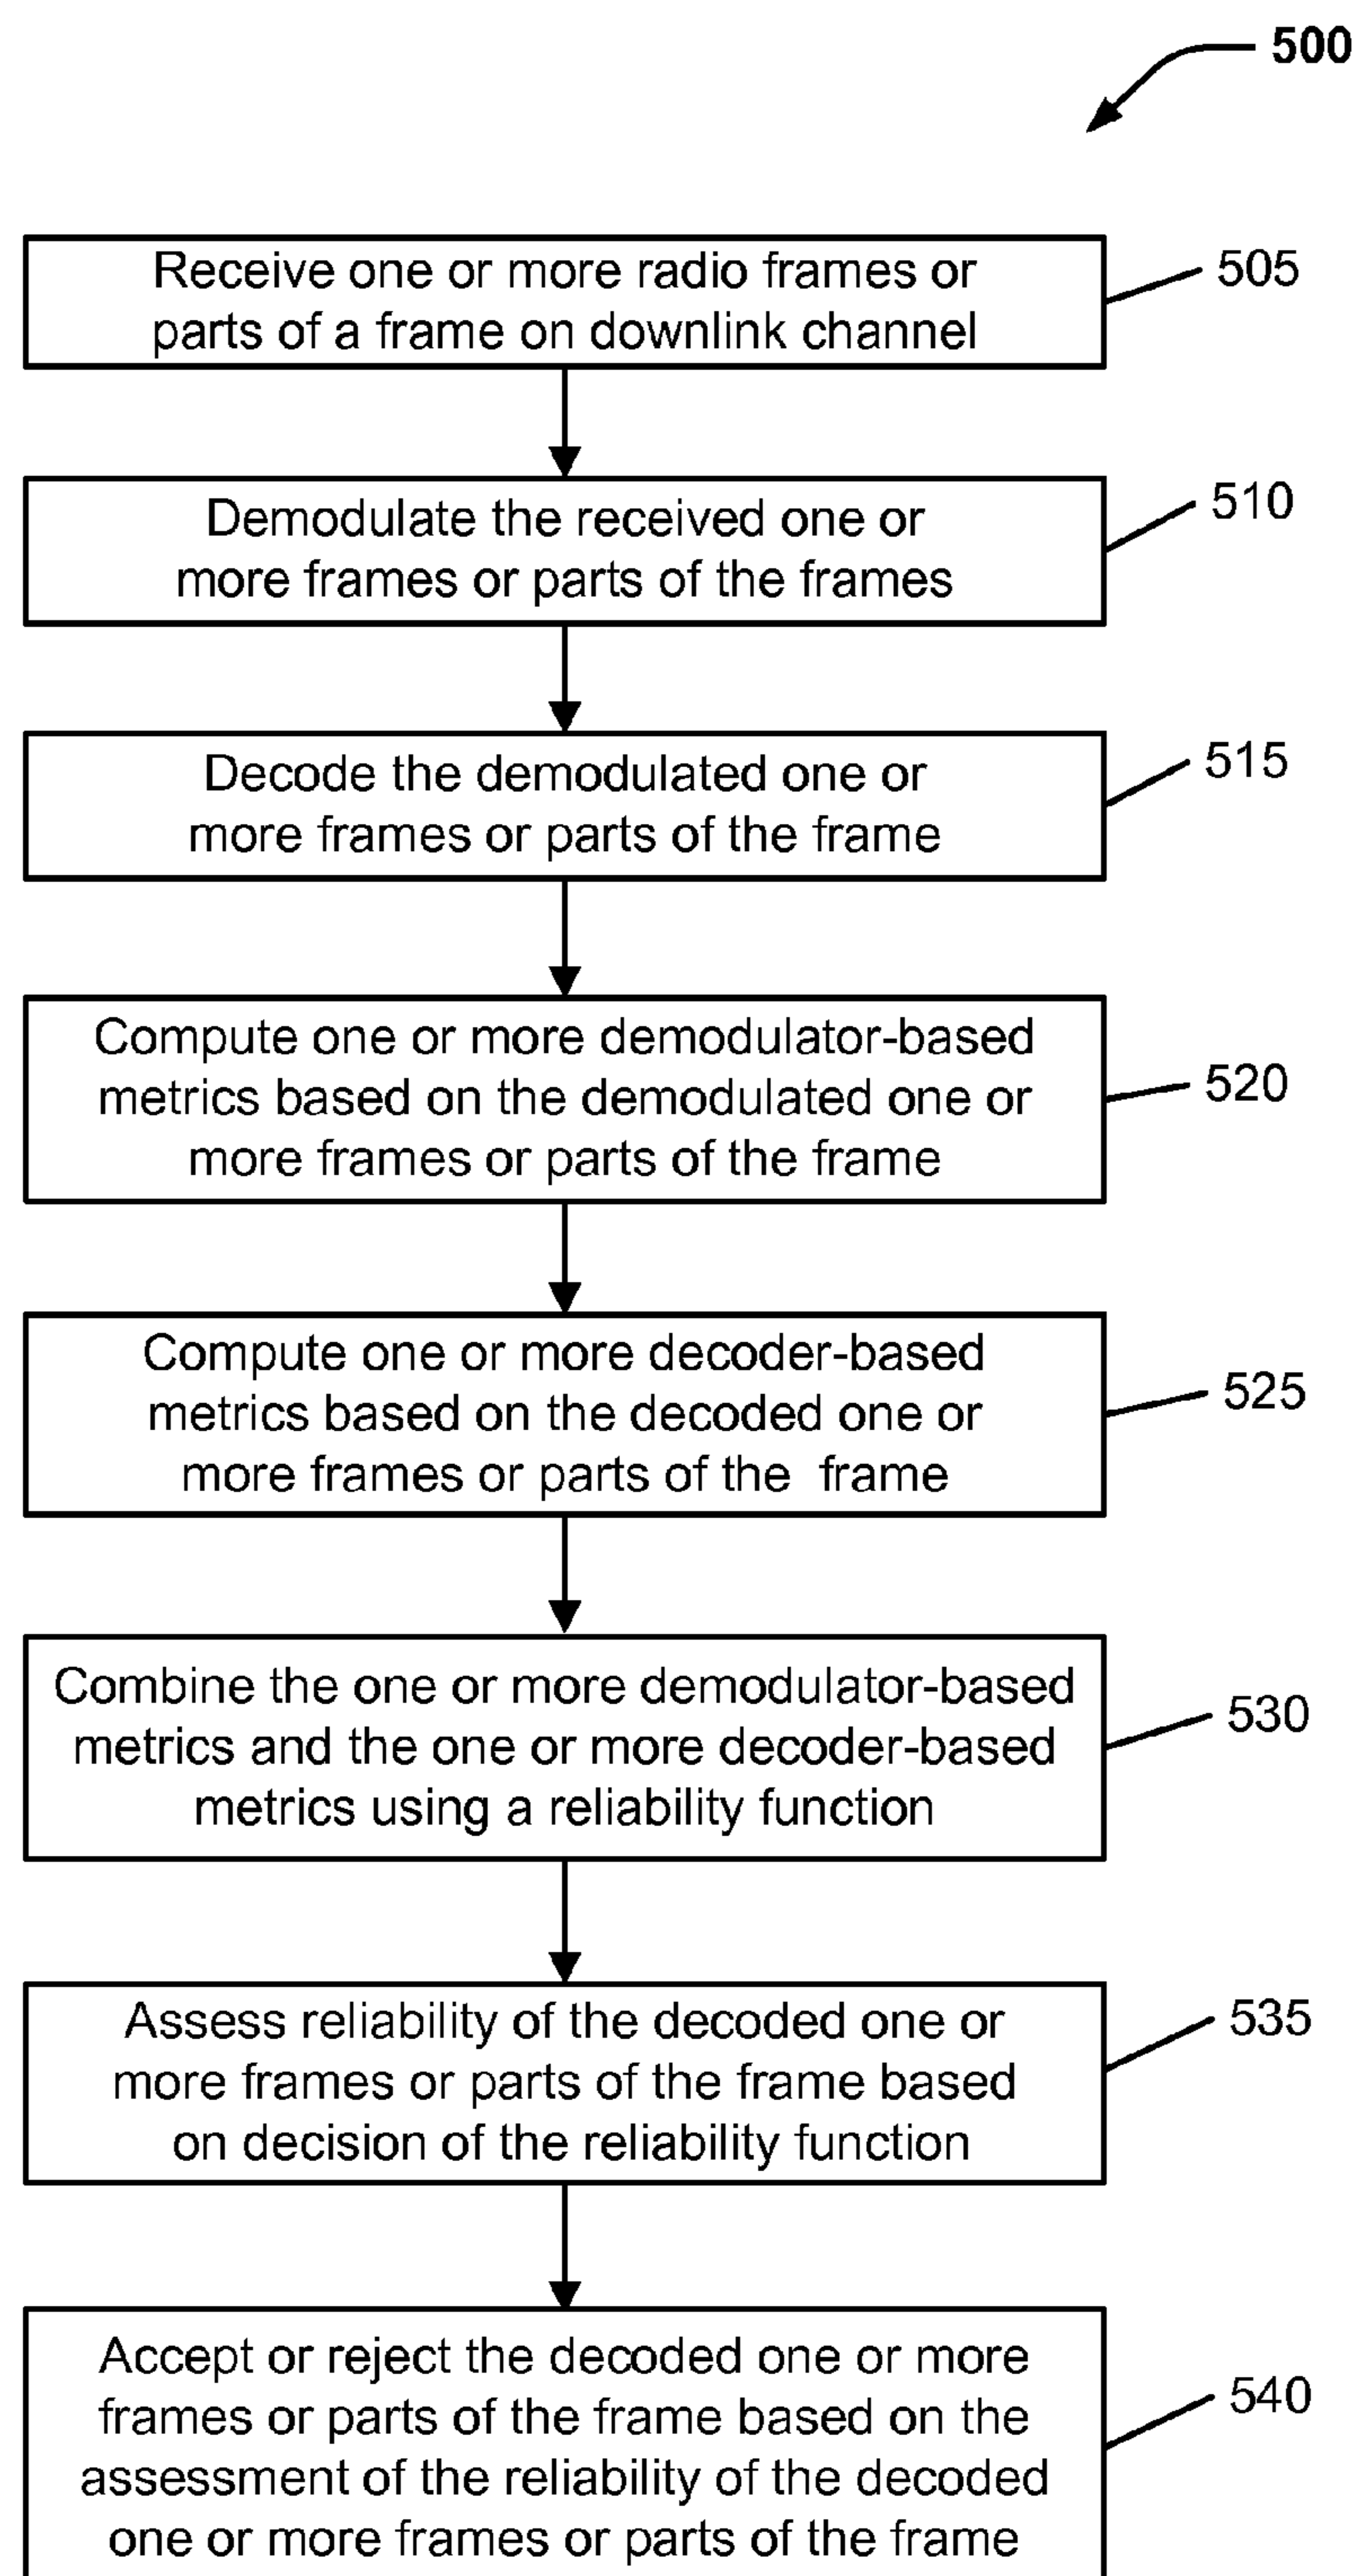 500
Receive one or more radio frames or
parts of a frame on downlink channel
505
Demodulate the received one or
more frames or parts of the frames
510
Decode the demodulated one or
more frames or parts of the frame
515
Compute one or more demodulator-based
metrics based on the demodulated one or
more frames or parts of the frame
520
Compute one or more decoder-based
metrics based on the decoded one or
more frames or parts of the frame
525
Combine the one or more demodulator-based
metrics and the one or more decoder-based
metrics using a reliability function
530
Assess reliability of the decoded one or
more frames or parts of the frame based
on decision of the reliability function
535
Accept or reject the decoded one or more
frames or parts of the frame based on the
assessment of the reliability of the decoded
one or more frames or parts of the frame
540